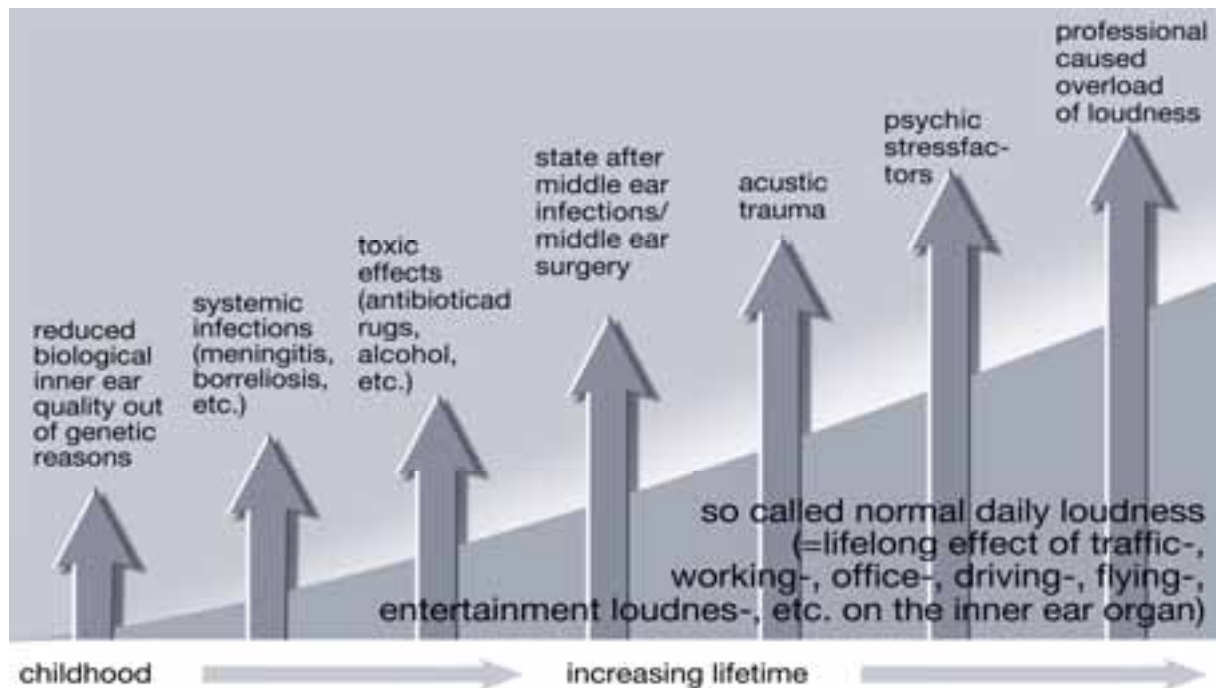 reduced
biological
inner ear
quality out
of genetic
reasons
systemic
infections
(meningitis,
borreliosis,
etc.)
toxic
effects
(antibioticad
rugs,
alcohol,
etc.)
state after
middle ear
infections/
middle ear
surgery
acustic
trauma
psychic
stressfac-
tors
professional
caused
overload
of loudness
so called normal daily loudness
(=lifelong effect of traffic-,
working-, office-, driving-, flying-,
entertainment loudnes-, etc. on the inner ear organ)
childhood
increasing lifetime